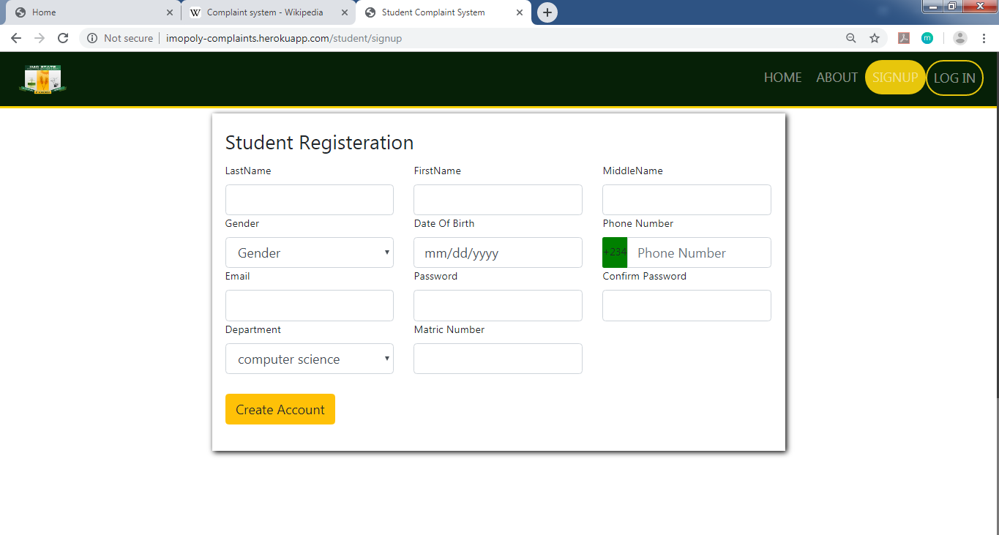 Home
Complaint system - Wikipedia
Student Complaint System
Not secure
imopoly-complaints.herokuapp.com/student/signup
m
IMO STATE
HOME ABOUT SIGNUP LOG IN
Student Registeration
LastName FirstName MiddleName
Gender Date Of Birth Phone Number
Gender mm/dd/yyyy +234 Phone Number
Email Password Confirm Password
Department Matric Number
computer science
Create Account